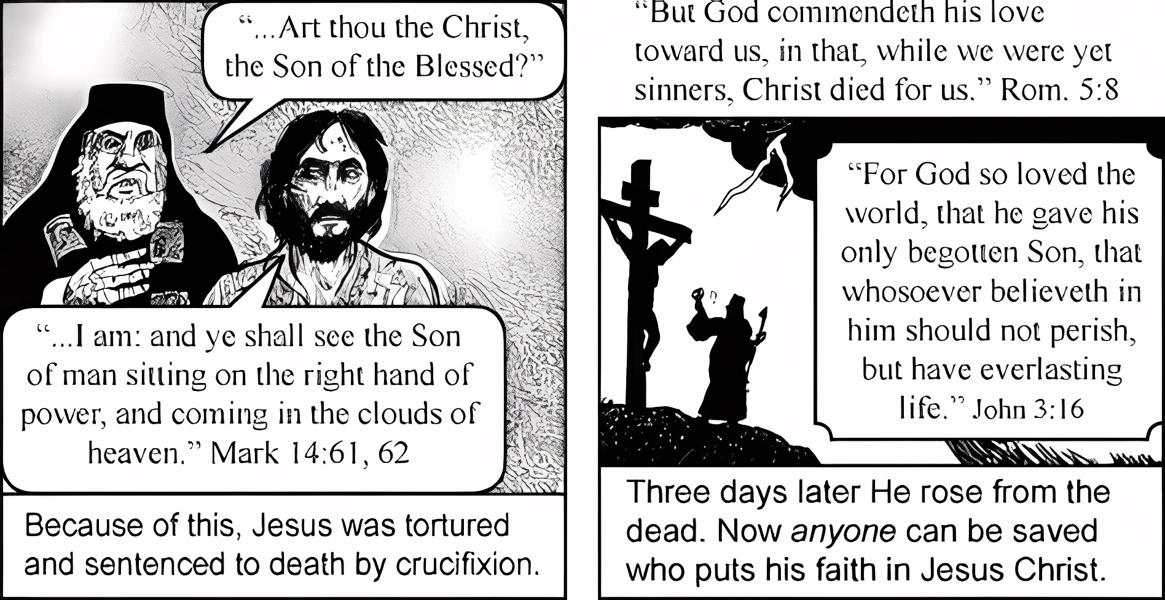 “...Art thou the Christ,
the Son of the Blessed?”
“...I am: and ye shall see the Son
of man sitting on the right hand of
power, and coming in the clouds of
heaven.” Mark 14:61, 62
Because of this, Jesus was tortured
and sentenced to death by crucifixion.
“But God commendeth his love
toward us, in that, while we were yet
sinners, Christ died for us.” Rom. 5:8
“For God so loved the
world, that he gave his
only begotten Son, that
whosoever believeth in
him should not perish,
but have everlasting
life.” John 3:16
Three days later He rose from the
dead. Now anyone can be saved
who puts his faith in Jesus Christ.